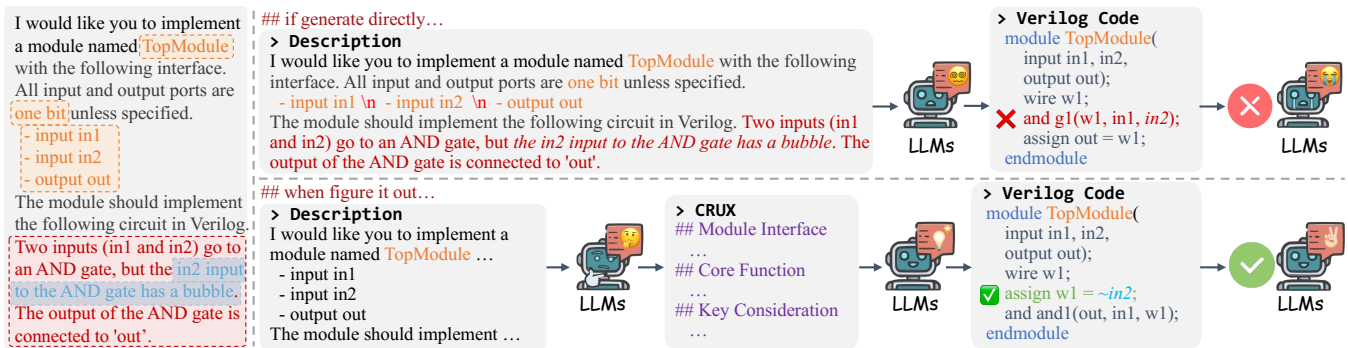 I would like you to implement
a module named TopModule
with the following interface.
All input and output ports are
one bit unless specified.
- input in1
- input in2
- output out
The module should implement
the following circuit in Verilog.
Two inputs (in1 and in2) go to
an AND gate, but the in2 input
to the AND gate has a bubble.
The output of the AND gate is
connected to 'out’.
## if generate directly…
> Description
I would like you to implement a module named TopModule with the following
interface. All input and output ports are one bit unless specified.
- input in1 \n - input in2 \n - output out
The module should implement the following circuit in Verilog. Two inputs (in1
and in2) go to an AND gate, but the in2 input to the AND gate has a bubble. The
output of the AND gate is connected to 'out'.
LLMs
> Verilog Code
module TopModule(
input in1, in2,
output out);
wire w1;
and g1(w1, in1, in2);
assign out = w1;
endmodule
LLMs
## when figure it out…
> Description
I would like you to implement a
module named TopModule …
- input in1
- input in2
- output out
The module should implement …
LLMs
> CRUX
## Module Interface
…
## Core Function
…
## Key Consideration
…
LLMs
> Verilog Code
module TopModule(
input in1, in2,
output out);
wire w1;
assign w1 = ~in2;
and and1(out, in1, w1);
endmodule
LLMs